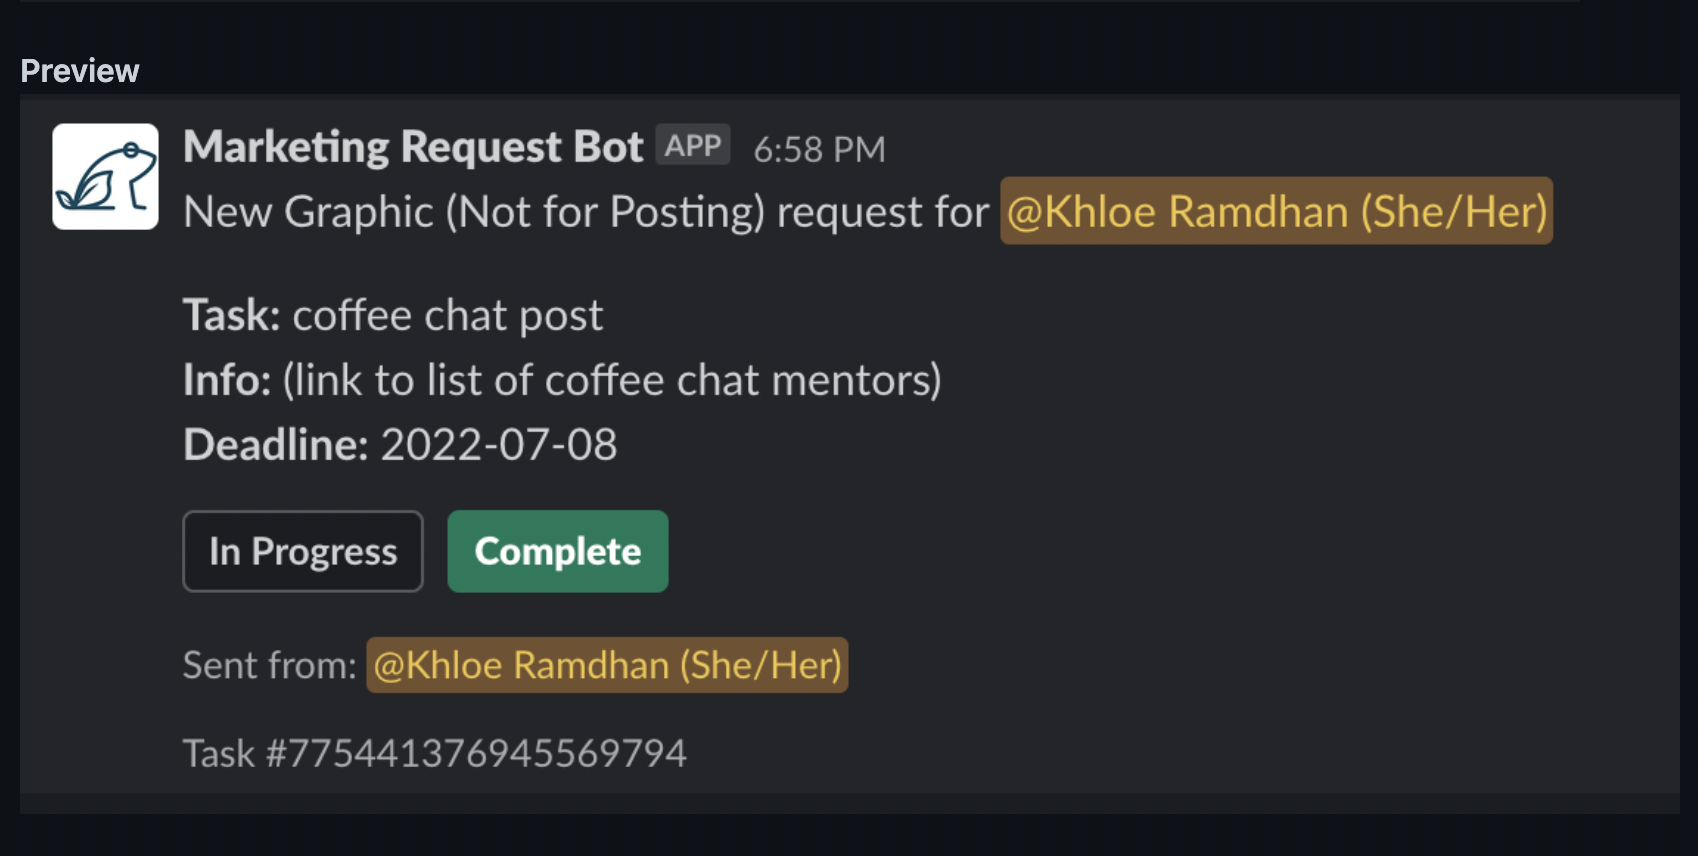 Preview
Marketing Request Bot APP 6:58 PM
New Graphic (Not for Posting) request for @Khloe Ramdhan (She/Her)
Task: coffee chat post
Info: (link to list of coffee chat mentors)
Deadline: 2022-07-08
In Progress Complete
Sent from: @Khloe Ramdhan (She/Her)
Task #775441376945569794